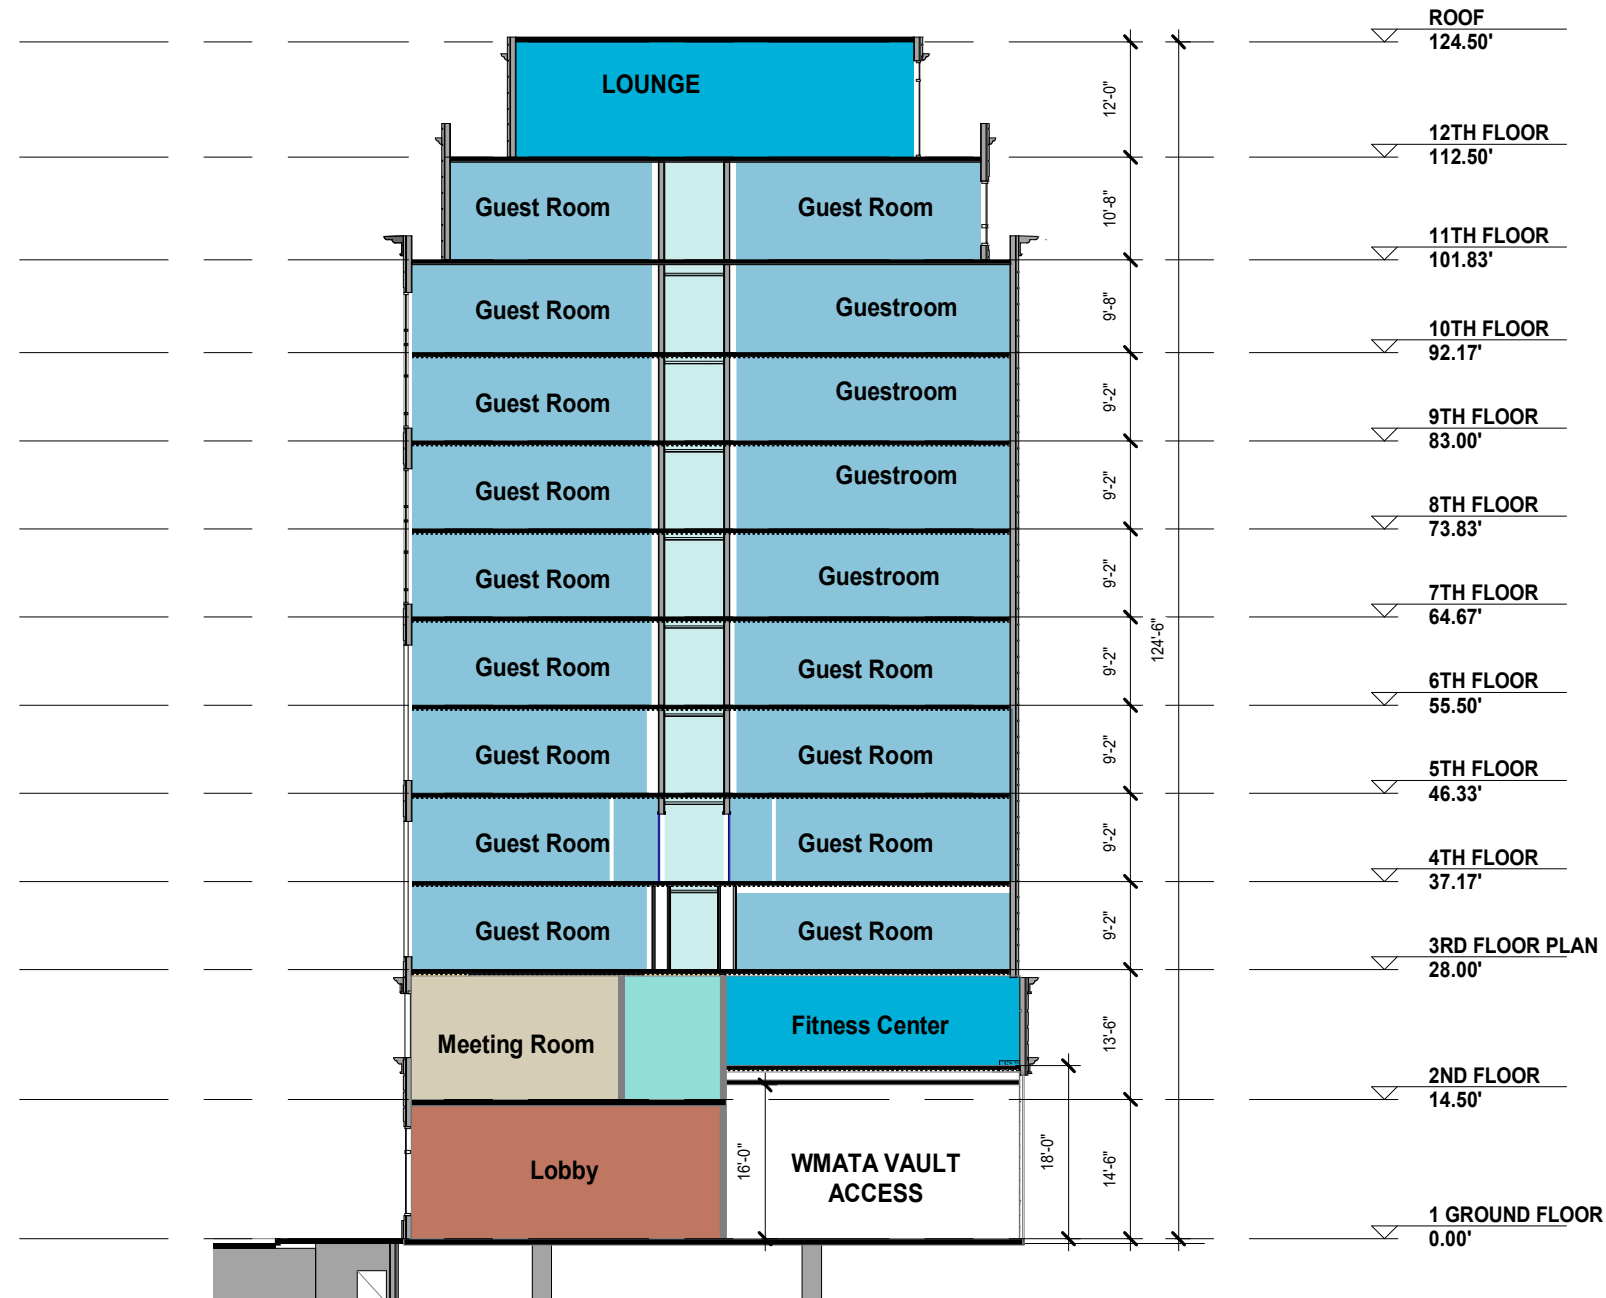 ROOF
124.50'
LOUNGE
12'-0"
12TH FLOOR
112.50'
Guest Room
Guest Room
10'-8"
11TH FLOOR
101.83'
Guest Room
Guestroom
9'-8"
10TH FLOOR
92.17'
Guest Room
Guestroom
9'-2"
9TH FLOOR
83.00'
Guest Room
Guestroom
9'-2"
8TH FLOOR
73.83'
Guest Room
Guestroom
9'-2"
7TH FLOOR
64.67'
124'-6"
Guest Room
Guest Room
9'-2"
6TH FLOOR
55.50'
Guest Room
Guest Room
9'-2"
5TH FLOOR
46.33'
Guest Room
Guest Room
9'-2"
4TH FLOOR
37.17'
Guest Room
Guest Room
9'-2"
3RD FLOOR PLAN
28.00'
Meeting Room
Fitness Center
13'-6"
2ND FLOOR
14.50'
Lobby
16'-0"
WMATA VAULT
ACCESS
18'-0"
14'-6"
1 GROUND FLOOR
0.00'